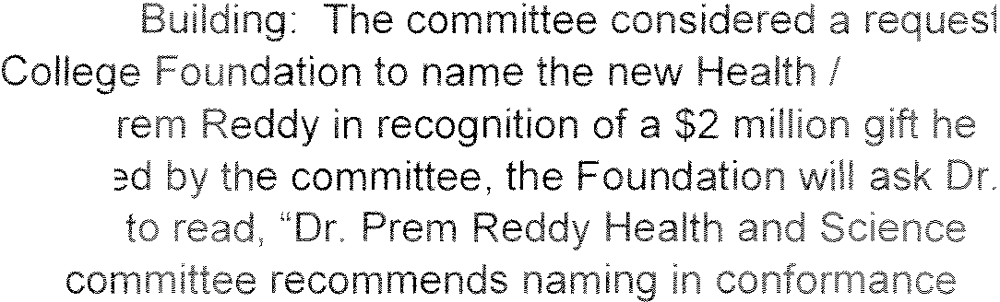 Building: The committee considered a request
College Foundation to name the new Health /
rem Reddy in recognition of a $2 million gift he
ed by the committee, the Foundation will ask Dr.
to read, “Dr. Prem Reddy Health and Science
committee recommends naming in conformance